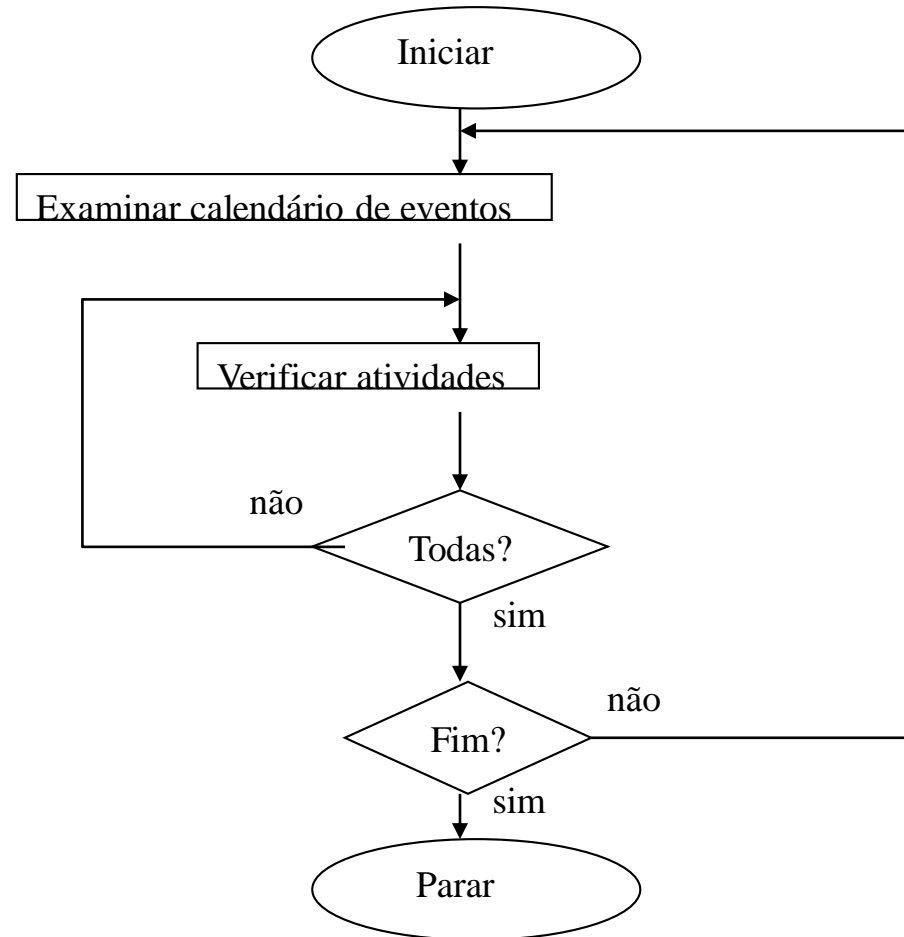 Iniciar
Examinar calendário de eventos
Verificar atividades
não
Todas?
sim
não
Fim?
sim
Parar